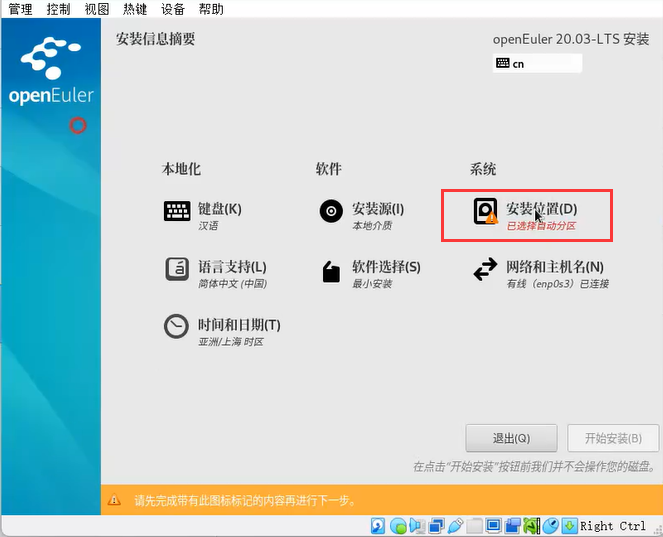 管理 控制 视图 热键 设备 帮助
openEuler
安装信息摘要
openEuler 20.03-LTS 安装
cn
本地化
软件
系统
键盘(K)
汉语
安装源(I)
本地介质
安装位置(D)
已选择自动分区
语言支持(L)
简体中文 (中国)
软件选择(S)
最小安装
网络和主机名(N)
有线（enp0s3）已连接
时间和日期(T)
亚洲/上海 时区
退出(Q)
开始安装(B)
在点击“开始安装”按钮前我们并不会操作您的磁盘。
请先完成带有此图标标记的内容再进行下一步。
Right Ctrl